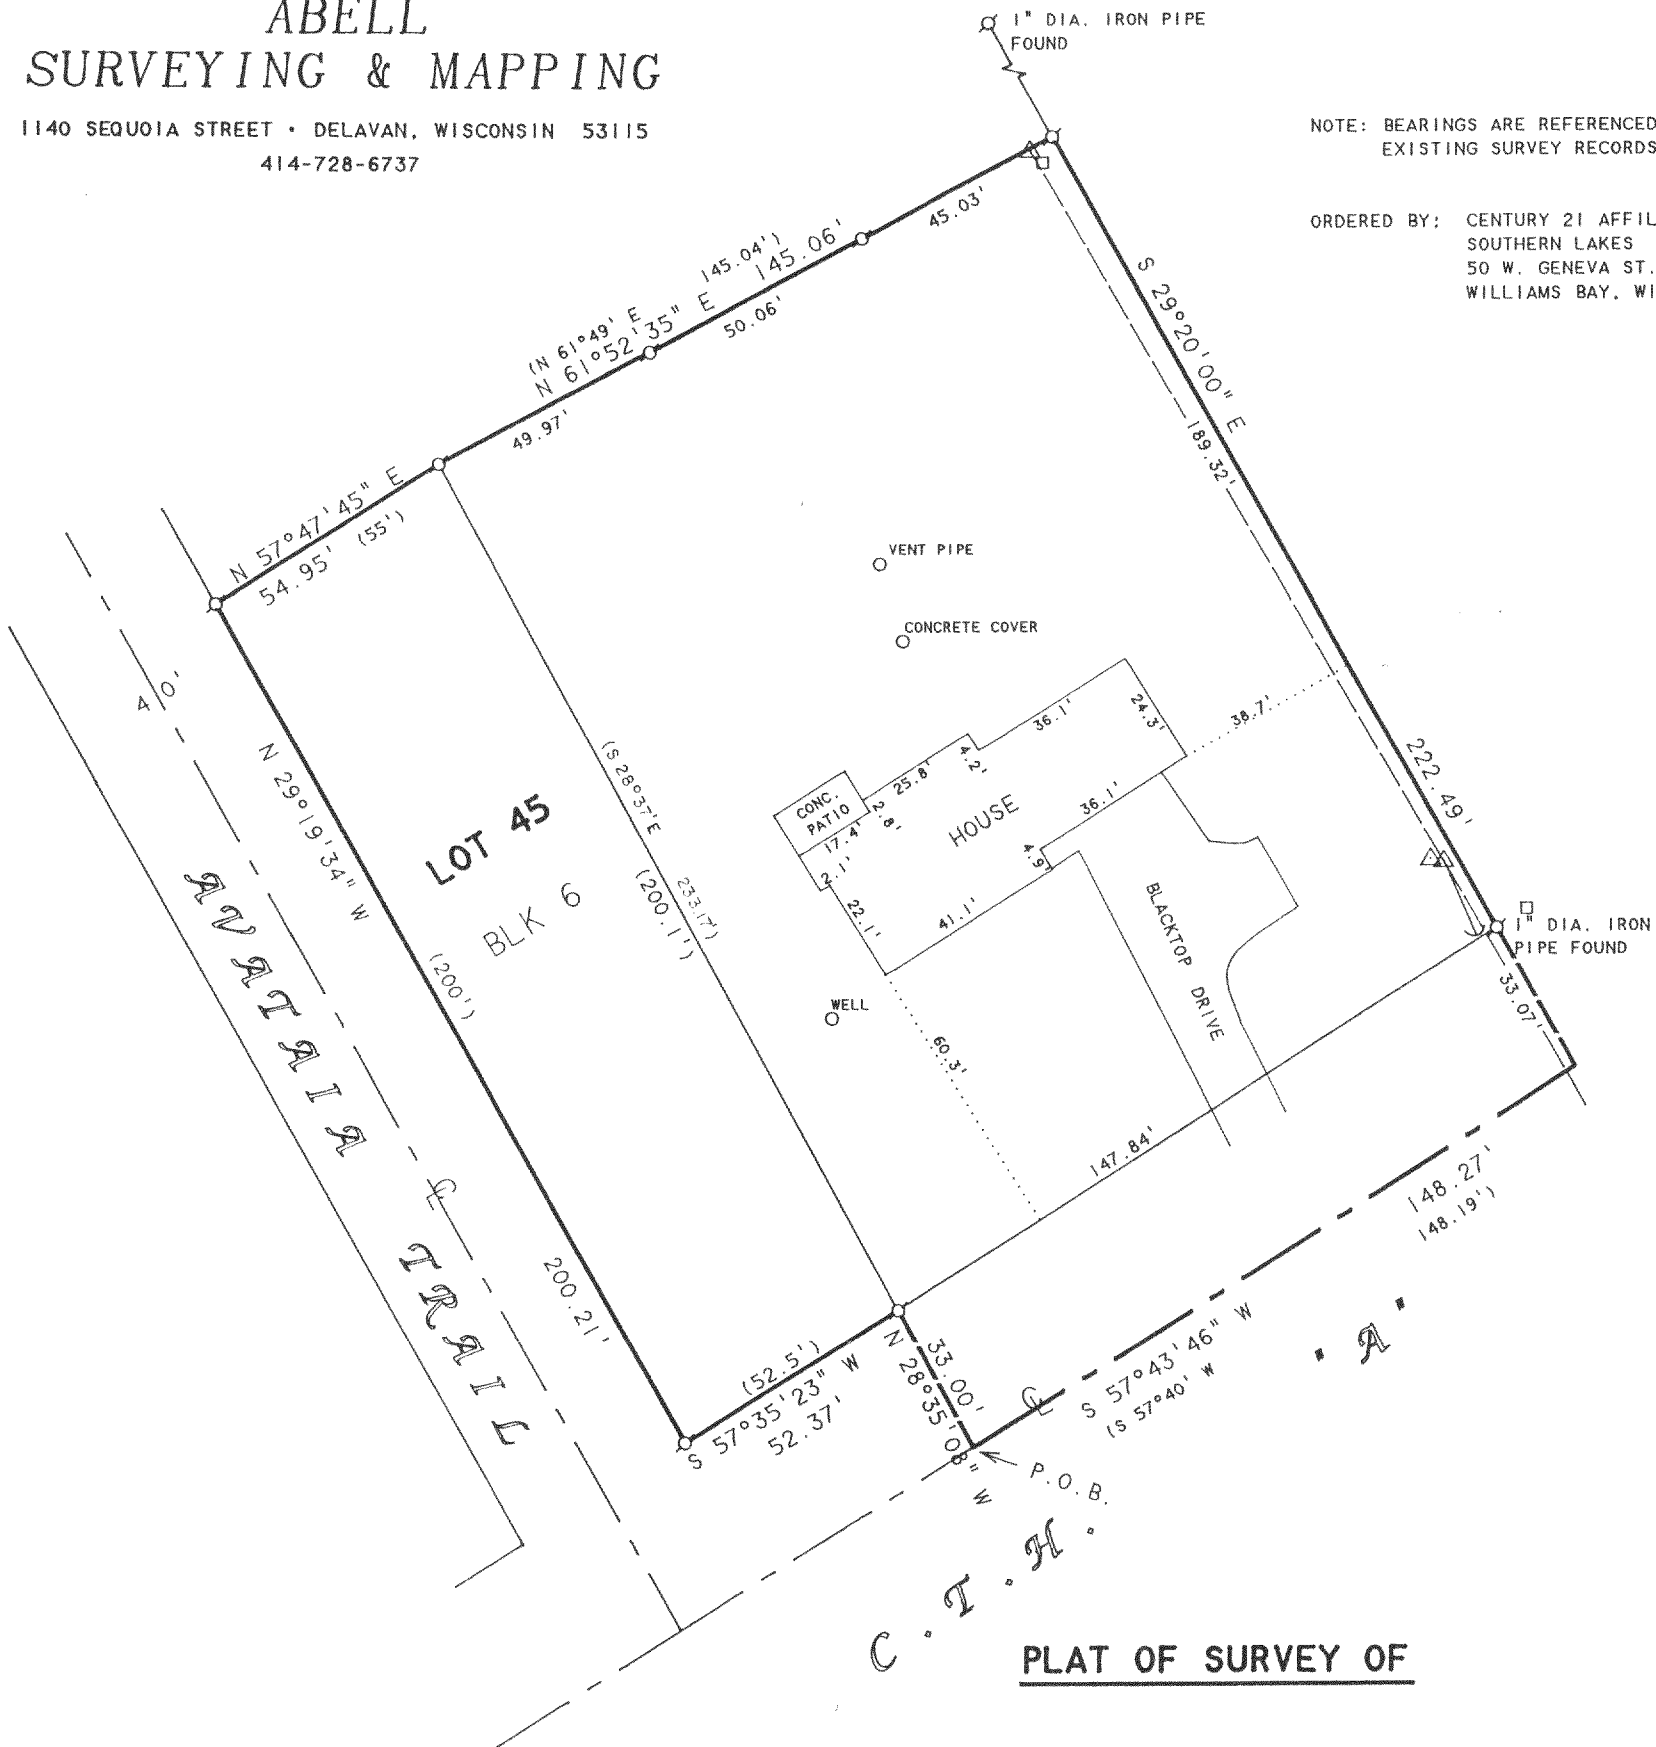 ABELL
SURVEYING & MAPPING
1140 SEQUOIA STREET • DELAVAN, WISCONSIN 53115
414-728-6737
1" DIA. IRON PIPE
FOUND
NOTE: BEARINGS ARE REFERENCED
EXISTING SURVEY RECORDS
ORDERED BY: CENTURY 21 AFFIL
SOUTHERN LAKES
50 W. GENEVA ST.
WILLIAMS BAY, WI
45.03'
145.04')
145.06'
50.06'
(N 61°49' E
N 61°52'35" E
49.97'
S 29°20'00" E
189.32'
N 57°47'45" E
54.95' (55')
VENT PIPE
CONCRETE COVER
40'
N 29°19'34" W
LOT 45
BLK 6
(S 28°37'E
233.17')
(200.1')
(200')
200.21'
36.1'
24.3'
38.7'
4.2'
25.8'
2.8'
CONC.
PATIO
17.4'
2.1'
HOUSE
36.1'
4.9'
22.1'
41.1'
222.49'
BLACKTOP DRIVE
1" DIA. IRON
PIPE FOUND
33.07'
WELL
60.3'
147.84'
AVATAIA TRAIL
148.27'
148.19')
(52.5')
S 57°35'23" W
52.37'
33.00'
N 28°35'08" W
S 57°43'46" W
(S 57°40' W
P.O.B.
C.T.H. "A"
PLAT OF SURVEY OF